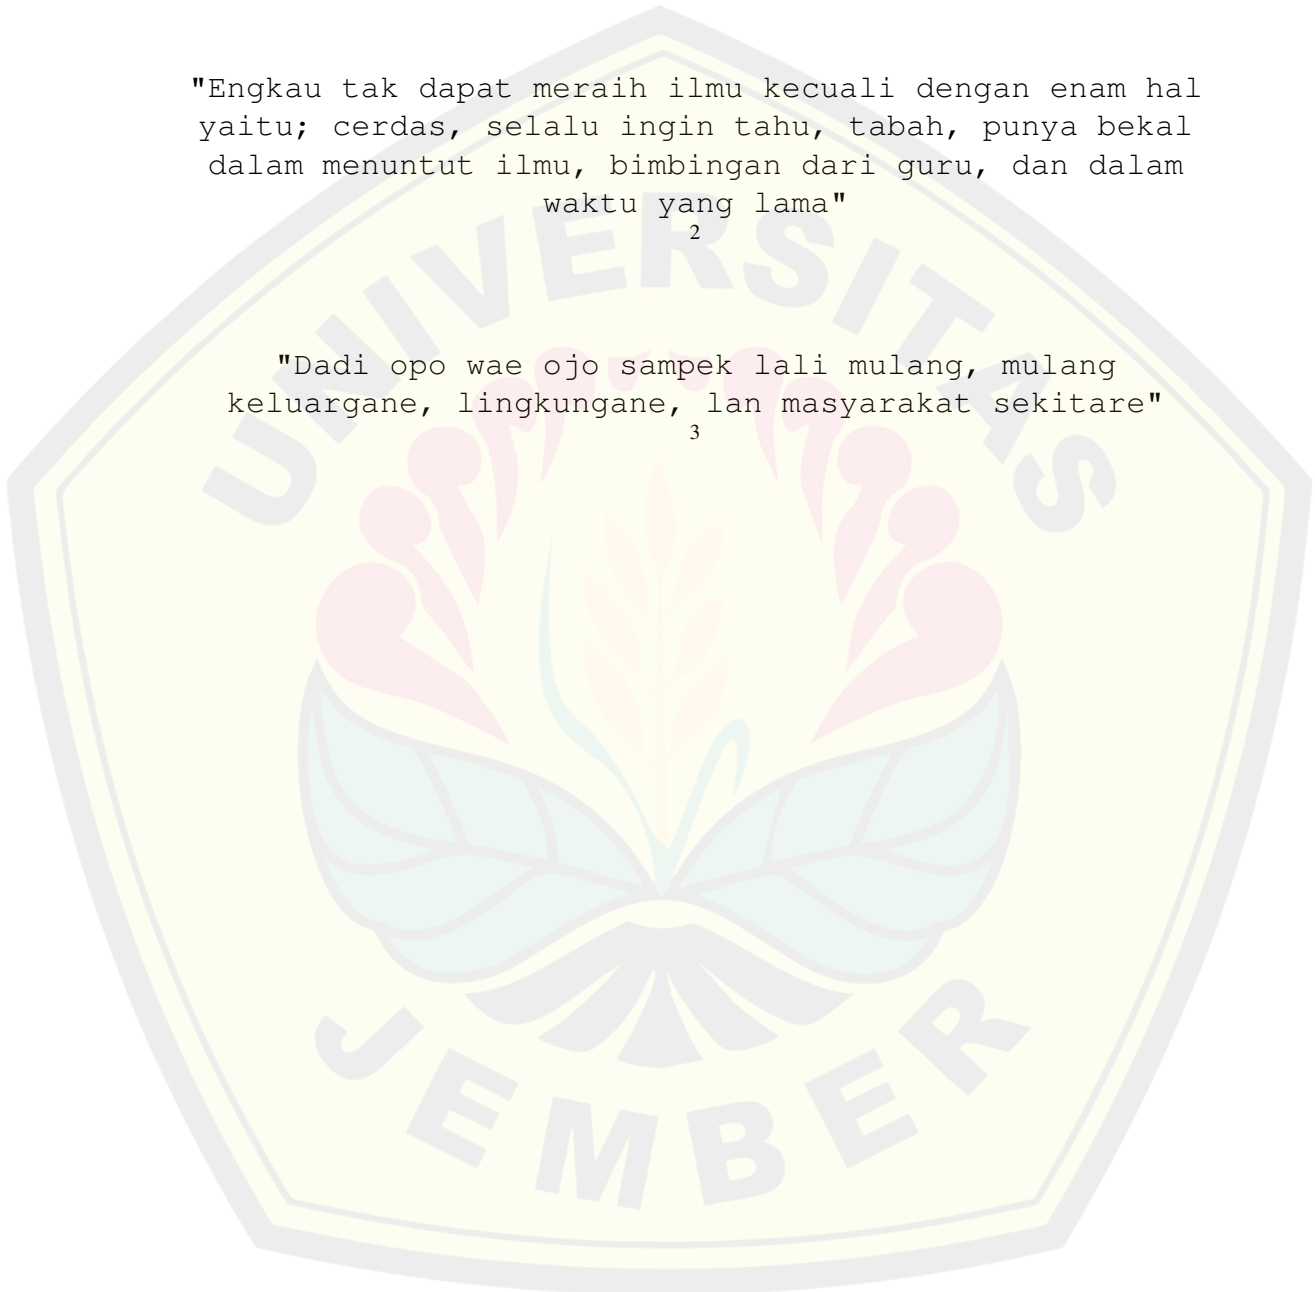 "Engkau tak dapat meraih ilmu kecuali dengan enam hal
yaitu; cerdas, selalu ingin tahu, tabah, punya bekal
dalam menuntut ilmu, bimbingan dari guru, dan dalam
waktu yang lama"
2
"Dadi opo wae ojo sampek lali mulang, mulang
keluargane, lingkungane, lan masyarakat sekitare"
3
UNIVERSITAS
JEMBER